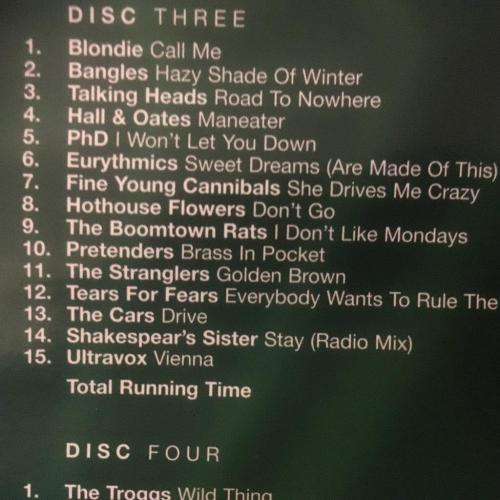 DISC THREE
1. Blondie Call Me
2. Bangles Hazy Shade Of Winter
3. Talking Heads Road To Nowhere
4. Hall & Oates Maneater
5. PhD I Won't Let You Down
6. Eurythmics Sweet Dreams (Are Made Of This)
7. Fine Young Cannibals She Drives Me Crazy
8. Hothouse Flowers Don't Go
9. The Boomtown Rats I Don't Like Mondays
10. Pretenders Brass In Pocket
11. The Stranglers Golden Brown
12. Tears For Fears Everybody Wants To Rule The
13. The Cars Drive
14. Shakespear's Sister Stay (Radio Mix)
15. Ultravox Vienna
Total Running Time
DISC FOUR
1. The Troggs Wild Thing